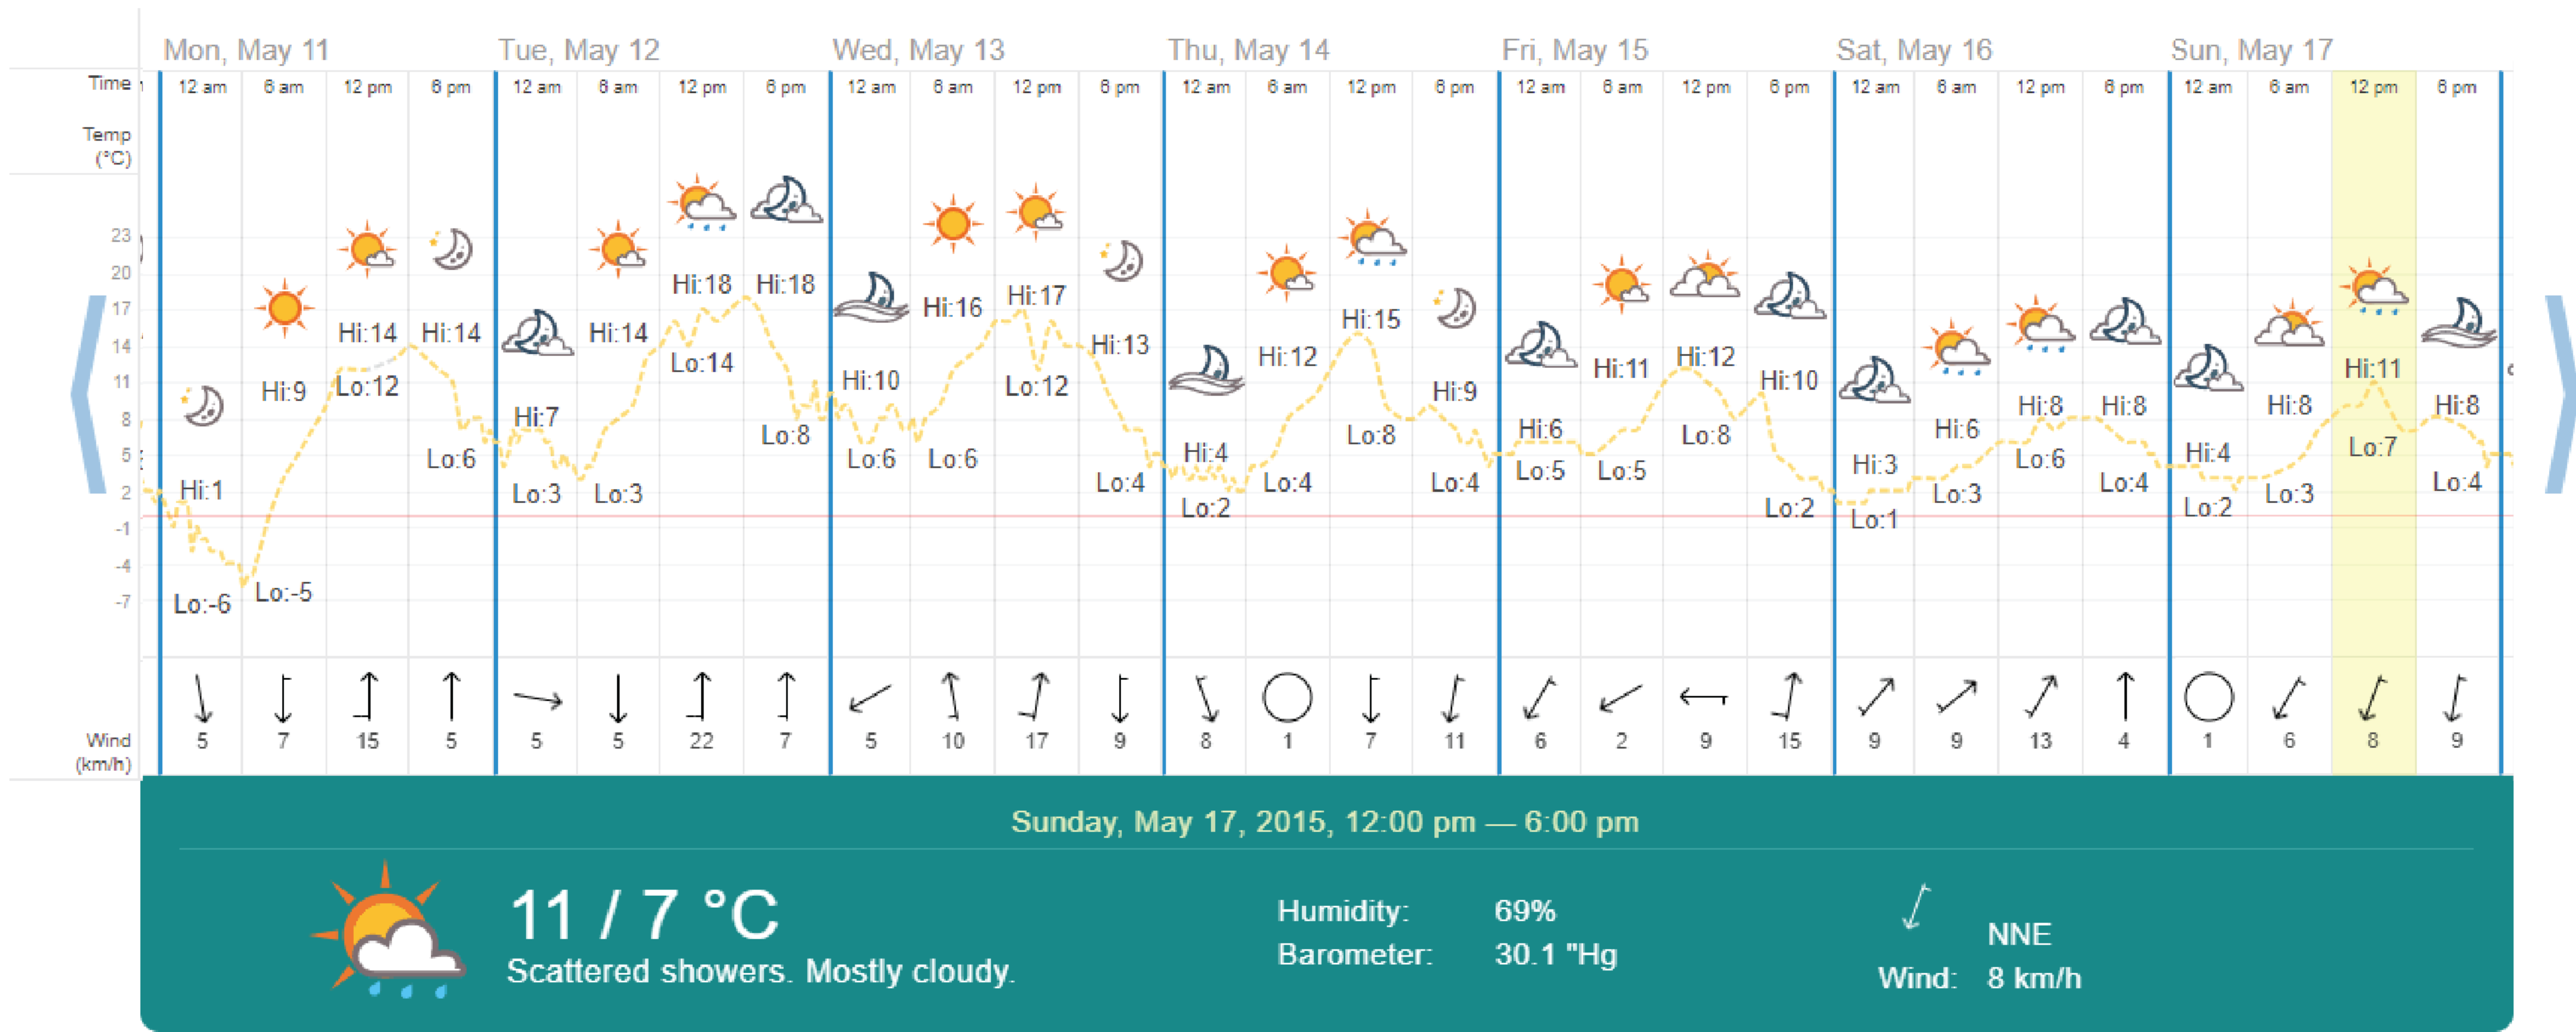 Mon, May 11 Tue, May 12 Wed, May 13 Thu, May 14 Fri, May 15 Sat, May 16 Sun, May 17
Time 12 am 6 am 12 pm 6 pm 12 am 6 am 12 pm 6 pm 12 am 6 am 12 pm 6 pm 12 am 6 am 12 pm 6 pm 12 am 6 am 12 pm 6 pm 12 am 6 am 12 pm 6 pm 12 am 6 am 12 pm 6 pm
Temp
(°C)
23
20
17
14
11
8
5
2
-1
-4
-7
Hi:1 Hi:9 Hi:14 Hi:14 Hi:7 Hi:14 Hi:18 Hi:18 Hi:10 Hi:16 Hi:17 Hi:13 Hi:4 Hi:12 Hi:15 Hi:9 Hi:6 Hi:11 Hi:12 Hi:10 Hi:3 Hi:6 Hi:8 Hi:8 Hi:4 Hi:8 Hi:11 Hi:8
Lo:-6 Lo:-5 Lo:12 Lo:6 Lo:3 Lo:3 Lo:14 Lo:8 Lo:6 Lo:6 Lo:12 Lo:4 Lo:2 Lo:4 Lo:8 Lo:4 Lo:5 Lo:5 Lo:8 Lo:2 Lo:1 Lo:3 Lo:6 Lo:4 Lo:2 Lo:3 Lo:7 Lo:4
Wind 5 7 15 5 5 5 22 7 5 10 17 9 8 1 7 11 6 2 9 15 9 9 13 4 1 6 8 9
(km/h)
Sunday, May 17, 2015, 12:00 pm — 6:00 pm
11 / 7 °C
Scattered showers. Mostly cloudy.
Humidity: 69%
Barometer: 30.1 "Hg
NNE
Wind: 8 km/h